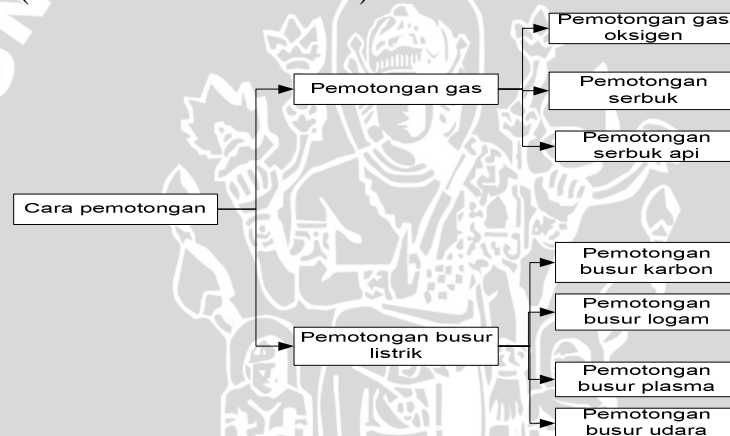 Cara pemotongan
Pemotongan gas
Pemotongan gas
oksigen
Pemotongan
serbuk
Pemotongan
serbuk api
Pemotongan busur
listrik
Pemotongan
busur karbon
Pemotongan
busur logam
Pemotongan
busur plasma
Pemotongan
busur udara